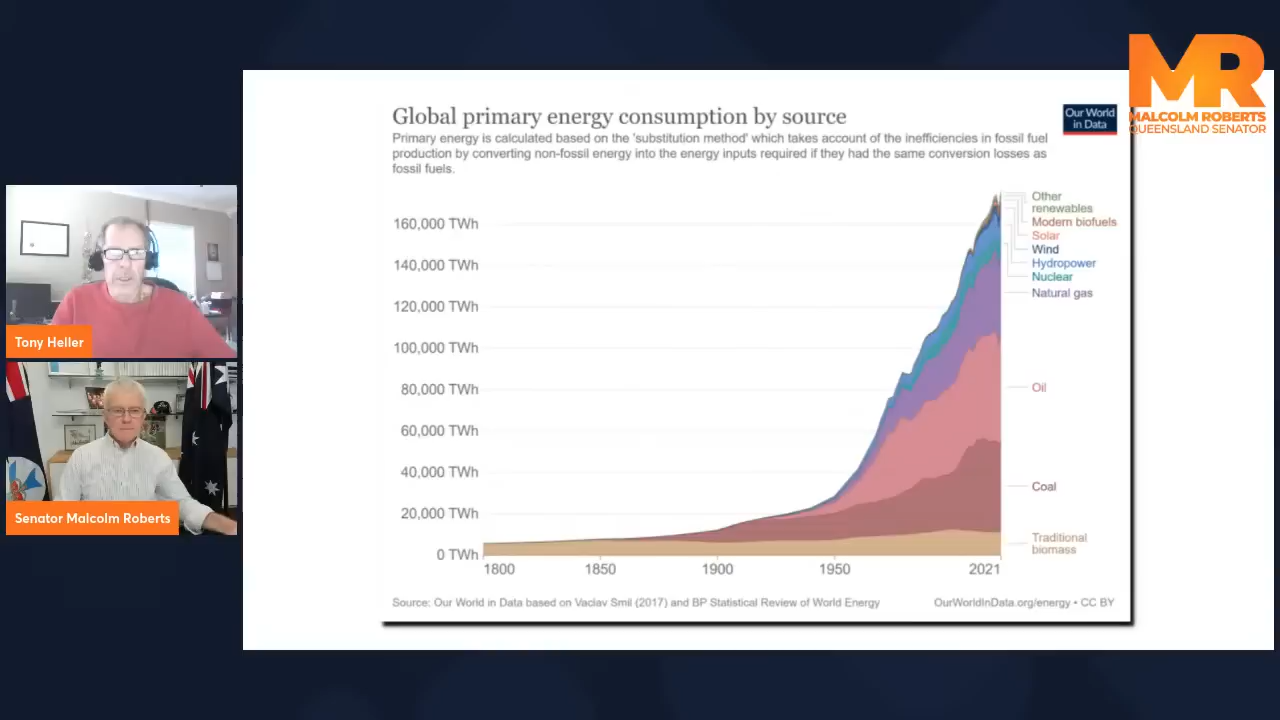 MR
MALCOLM ROBERTS
QUEENSLAND SENATOR
Global primary energy consumption by source
Our World
in Data
Primary energy is calculated based on the 'substitution method' which takes account of the inefficiencies in fossil fuel
production by converting non-fossil energy into the energy inputs required if they had the same conversion losses as
fossil fuels.
160,000 TWh
140,000 TWh
120,000 TWh
100,000 TWh
80,000 TWh
60,000 TWh
40,000 TWh
20,000 TWh
0 TWh
1800
1850
1900
1950
2021
Other
renewables
Modern biofuels
Solar
Wind
Hydropower
Nuclear
Natural gas
Oil
Coal
Traditional
biomass
Source: Our World in Data based on Vaclav Smil (2017) and BP Statistical Review of World Energy
OurWorldInData.org/energy • CC BY
Tony Heller
Senator Malcolm Roberts